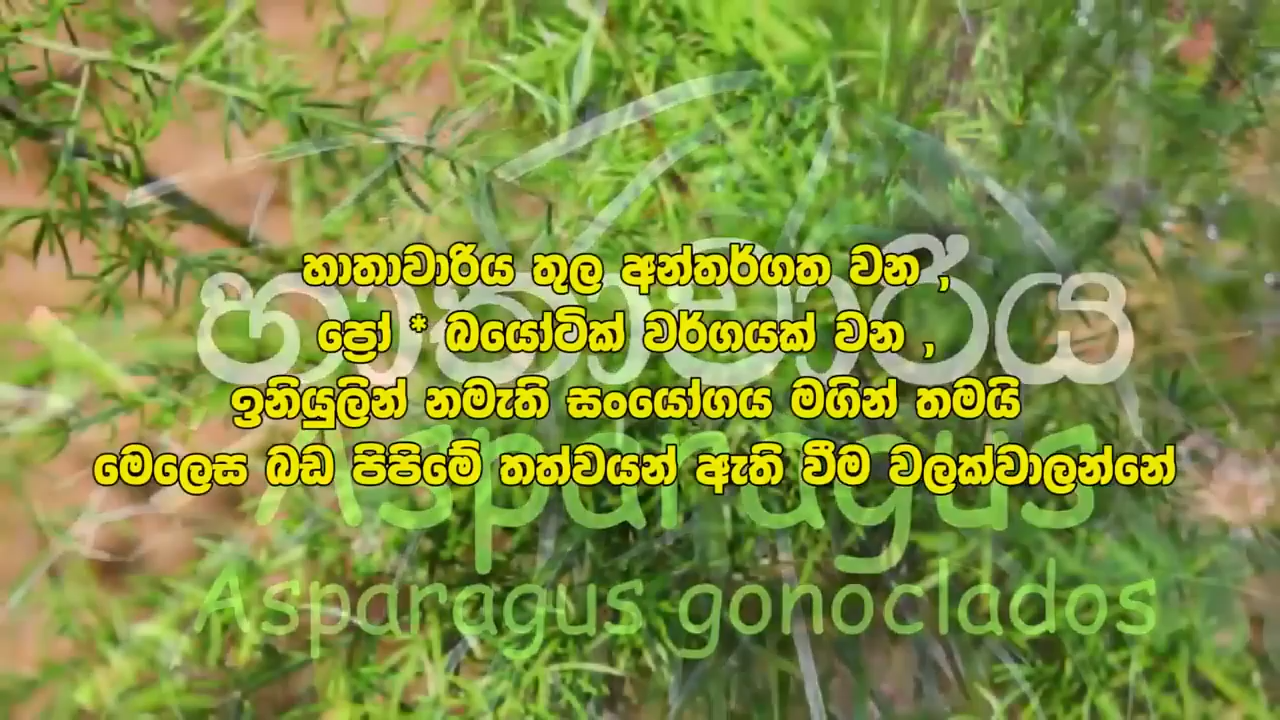 හාතාවාරිය තුල අන්තර්ගත වන ,
ප්‍රෝ * බයෝටික් වර්ගයක් වන ,
ඉනියුලින් නමැති සංයෝගය මගින් තමයි
මෙලෙස බඩ පිපිමේ තත්වයන් ඇති වීම වලක්වාලන්නේ
හාතාවාරිය
Asparagus
Asparagus gonoclados